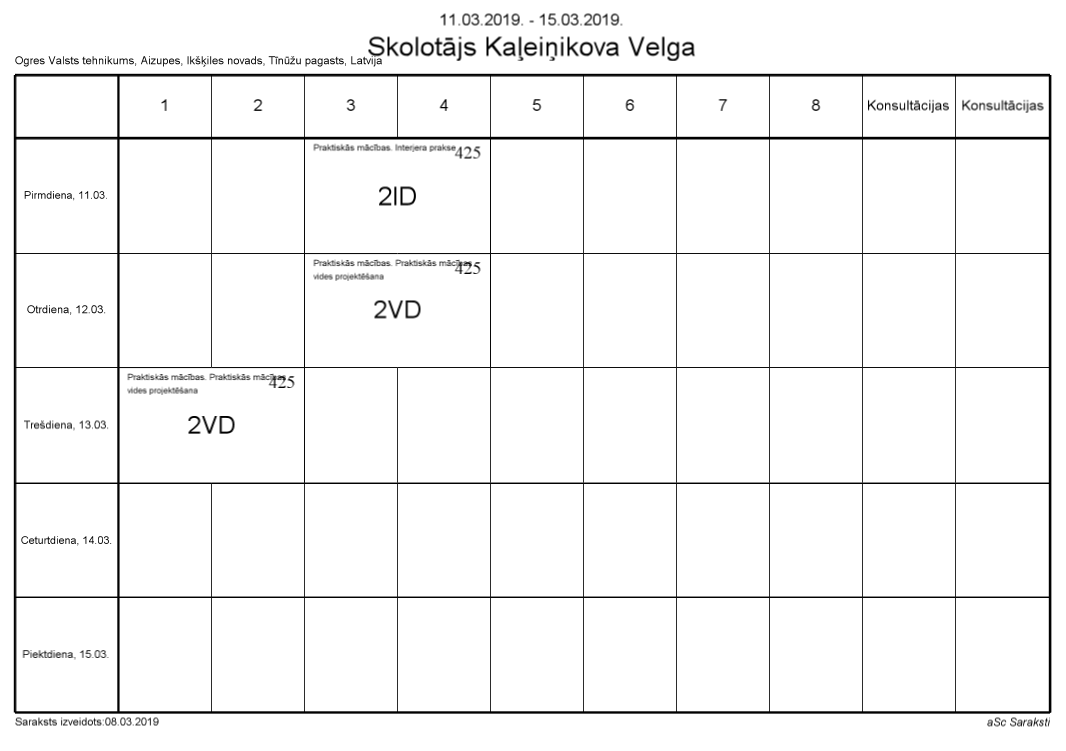 11.03.2019. - 15.03.2019.
Skolotājs Kaļeiņikova Velga
Ogres Valsts tehnikums, Aizupes, Ikšķiles novads, Tīnūžu pagasts, Latvija
1 2 3 4 5 6 7 8 Konsultācijas Konsultācijas
Pirmdiena, 11.03.
Praktiskās mācības. Interjera prakse
425
2ID
Otrdiena, 12.03.
Praktiskās mācības. Praktiskās mācības
425
vides projektēšana
2VD
Trešdiena, 13.03.
Praktiskās mācības. Praktiskās mācības
425
vides projektēšana
2VD
Ceturtdiena, 14.03.
Piektdiena, 15.03.
Saraksts izveidots:08.03.2019
aSc Saraksti